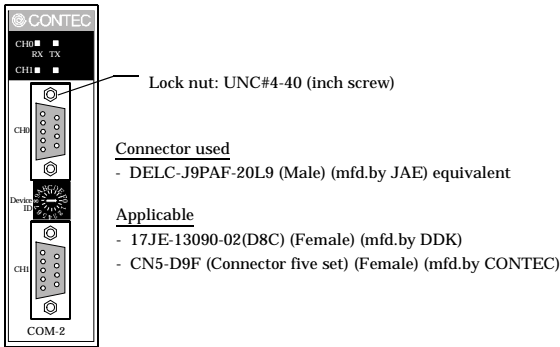 CONTEC
CH0
RX TX
CH1
Lock nut: UNC#4-40 (inch screw)
CH0
Connector used
- DELC-J9PAF-20L9 (Male) (mfd.by JAE) equivalent
Device
ID
Applicable
- 17JE-13090-02(D8C) (Female) (mfd.by DDK)
- CN5-D9F (Connector five set) (Female) (mfd.by CONTEC)
CH1
COM-2